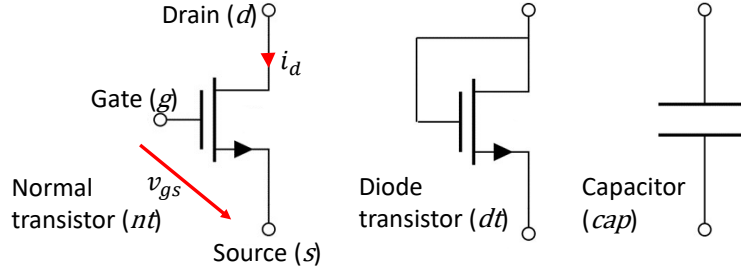 Drain (d)
i_d
Gate (g)
v_gs
Normal
transistor (nt)
Source (s)
Diode
transistor (dt)
Capacitor
(cap)